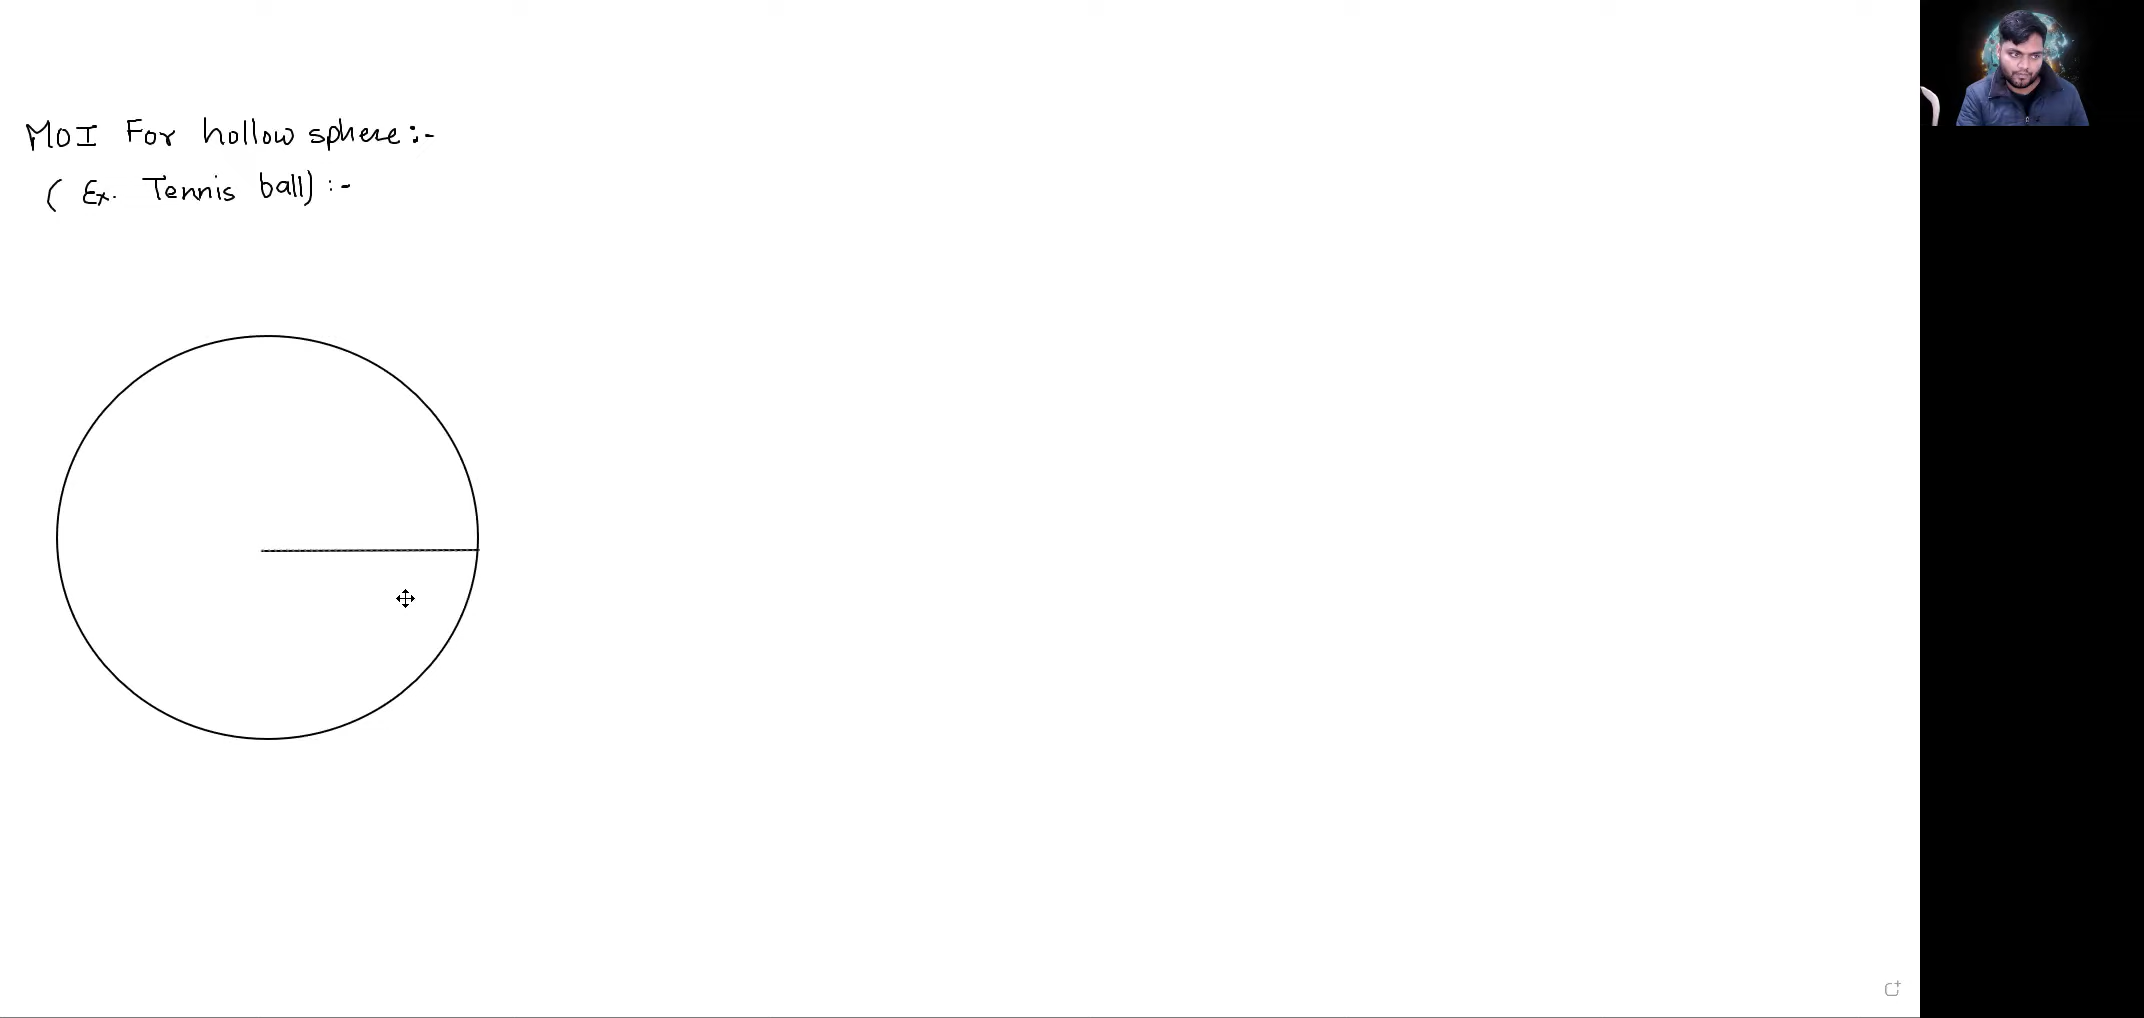 MOI For hollow sphere:-
( Ex. Tennis ball) :-